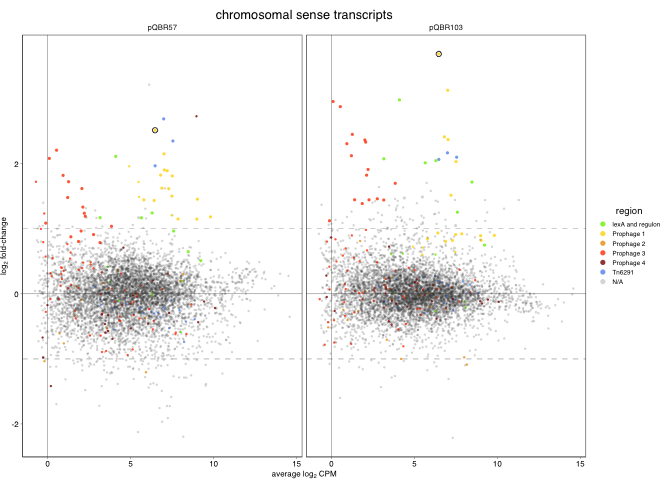 chromosomal sense transcripts
pQBR57
pQBR103
log2 fold-change
2
0
-2
0
5
10
15
0
5
10
15
average log2 CPM
region
lexA and regulon
Prophage 1
Prophage 2
Prophage 3
Prophage 4
Tn6291
N/A